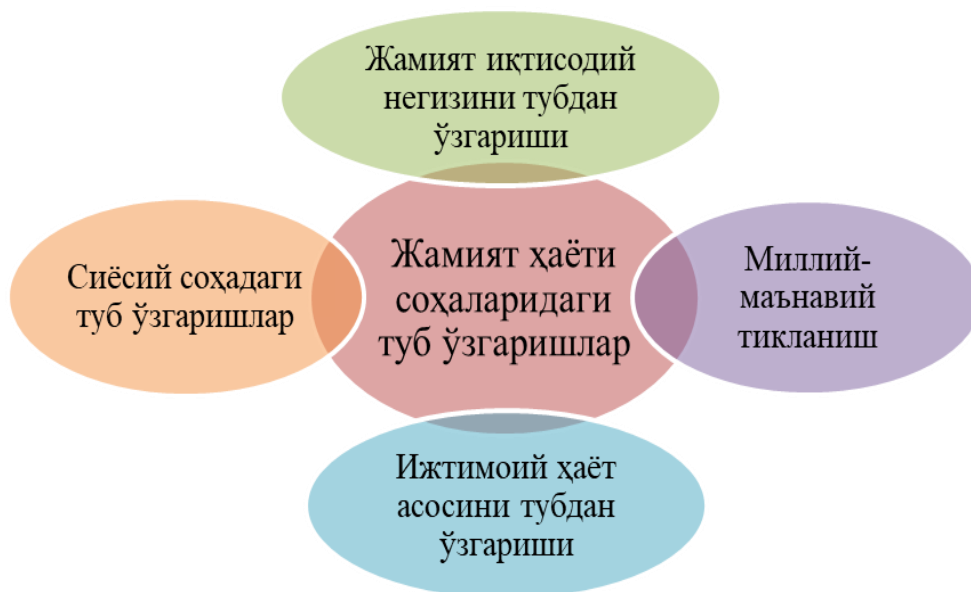 Жамият иқтисодий
негизини тубдан
ўзгариши
Сиёсий соҳадаги
туб ўзгаришлар
Жамият ҳаёти
соҳаларидаги
туб ўзгаришлар
Миллий-
маънавий
тикланиш
Ижтимоий ҳаёт
асосини тубдан
ўзгариши